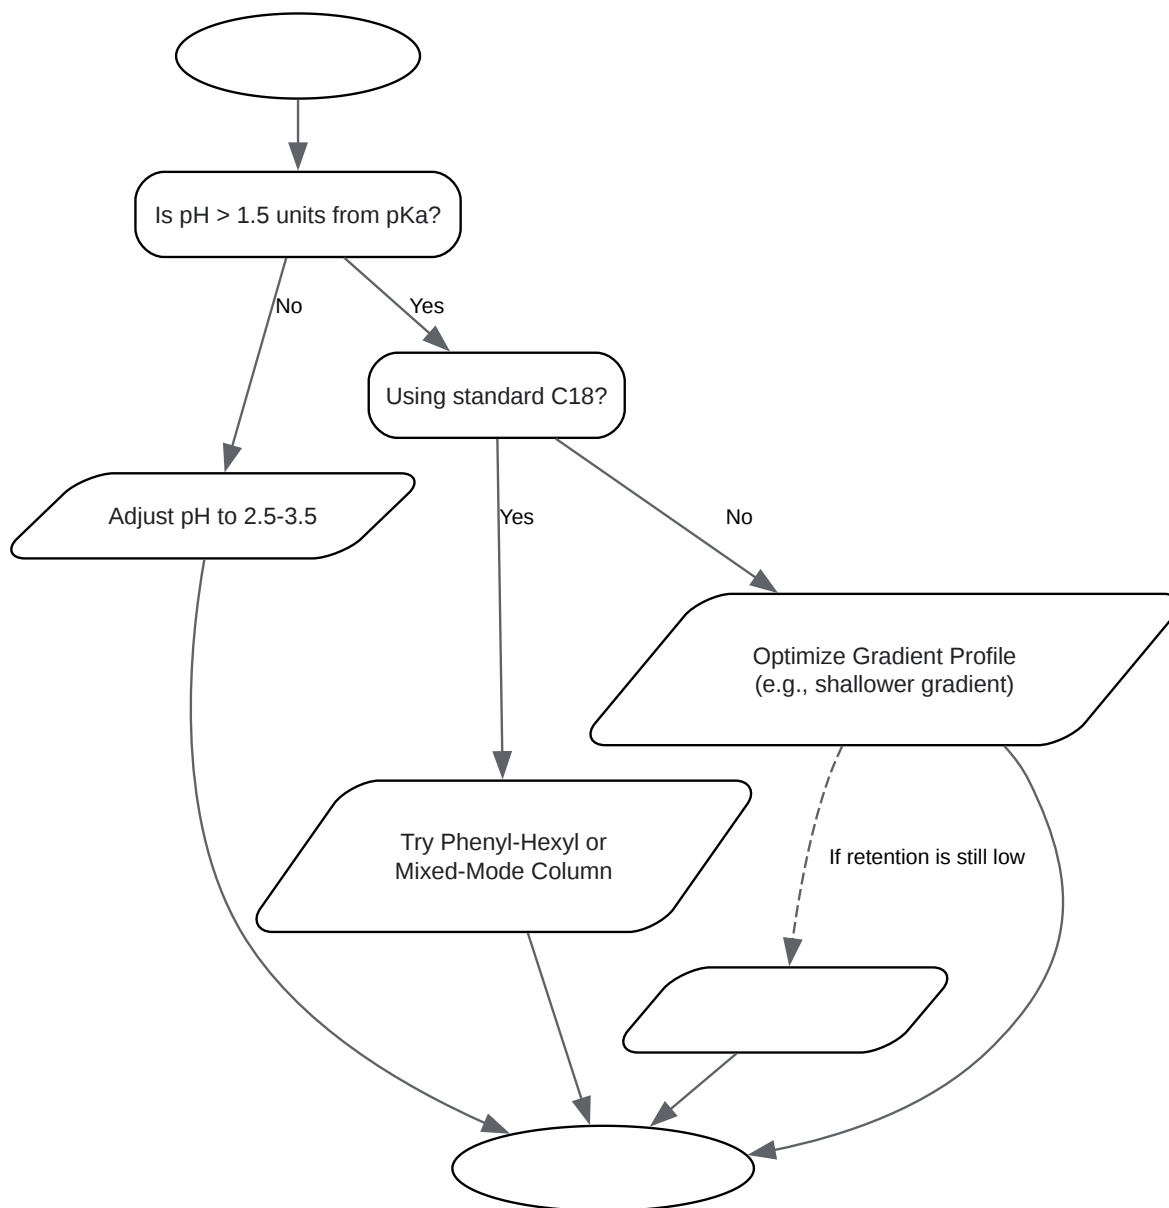 Is pH > 1.5 units from pKa?
No
Yes
Using standard C18?
Adjust pH to 2.5-3.5
Yes
No
Optimize Gradient Profile
(e.g., shallower gradient)
Try Phenyl-Hexyl or
Mixed-Mode Column
If retention is still low